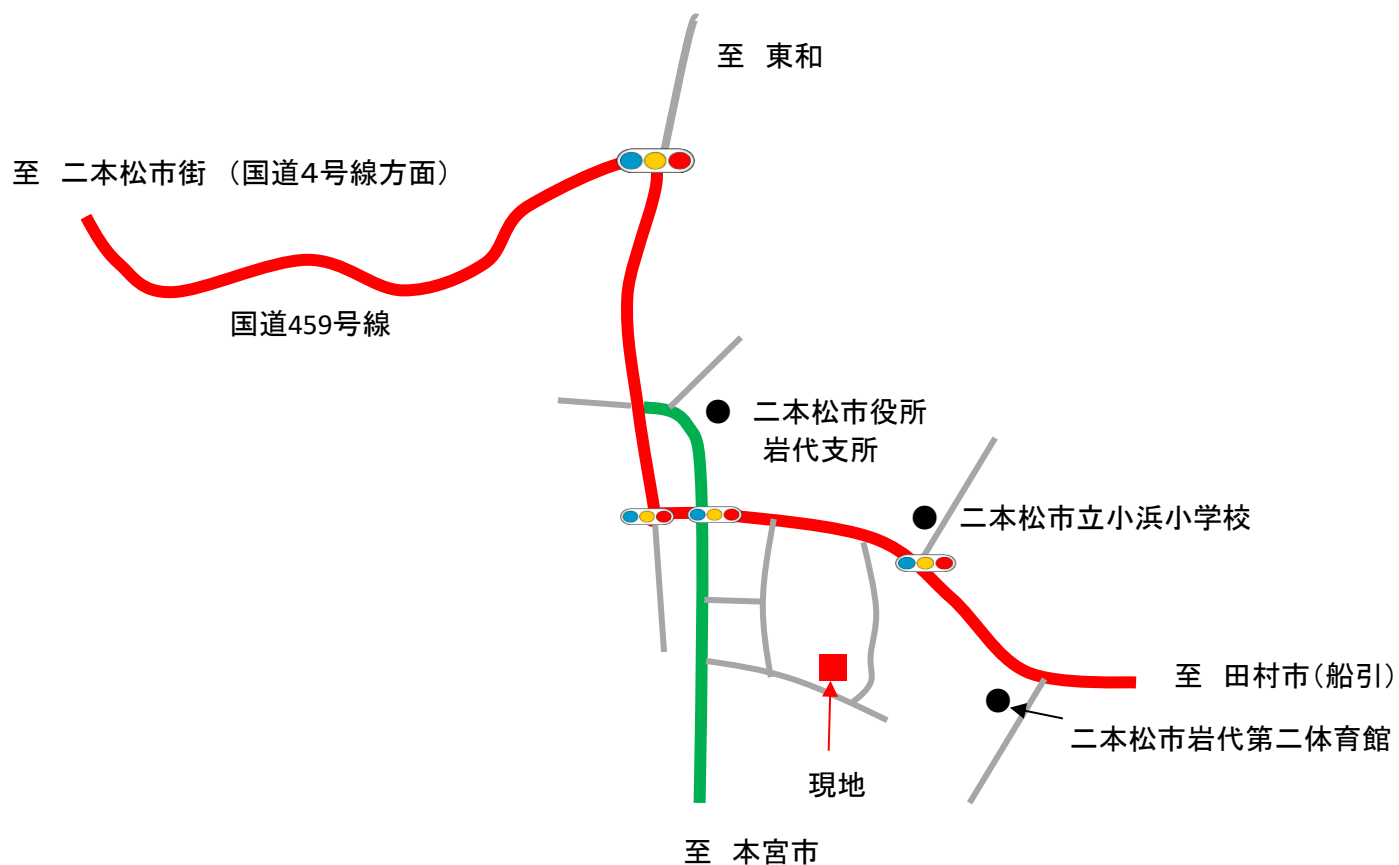 至　東和
至　二本松市街　（国道４号線方面）
国道459号線
二本松市役所
岩代支所
二本松市立小浜小学校
至　田村市（船引）
二本松市岩代第二体育館
現地
至　本宮市